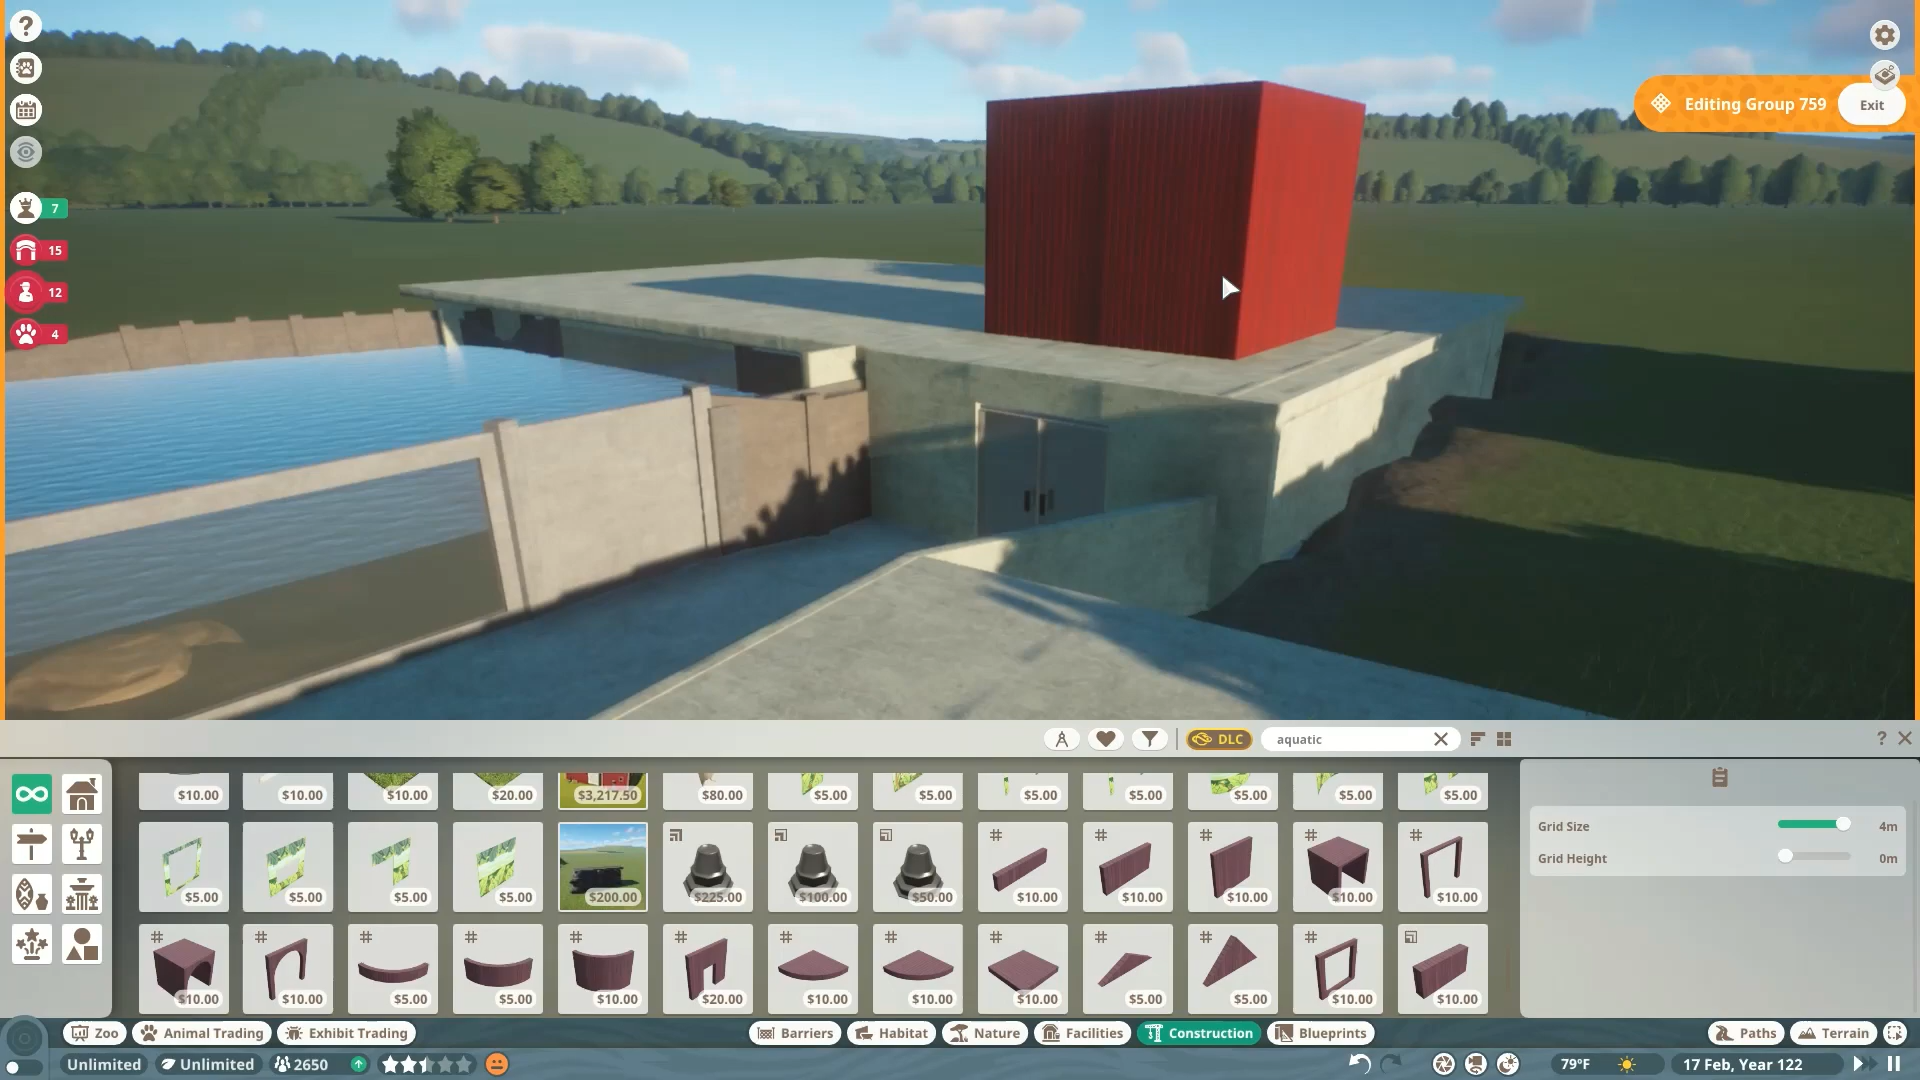 ?
Editing Group 759
Exit
7
15
12
4
DLC
aquatic
?
$10.00
$10.00
$10.00
$20.00
$3,217.50
$80.00
$5.00
$5.00
$5.00
$5.00
$5.00
$5.00
$5.00
$5.00
$5.00
$5.00
$5.00
$200.00
$225.00
$100.00
$50.00
$10.00
$10.00
$10.00
$10.00
$10.00
$10.00
$10.00
$5.00
$5.00
$10.00
$20.00
$10.00
$10.00
$10.00
$5.00
$5.00
$10.00
$10.00
Grid Size 4m
Grid Height 0m
Zoo
Animal Trading
Exhibit Trading
Barriers
Habitat
Nature
Facilities
Construction
Blueprints
Paths
Terrain
Unlimited
Unlimited
2650
79°F
17 Feb, Year 122